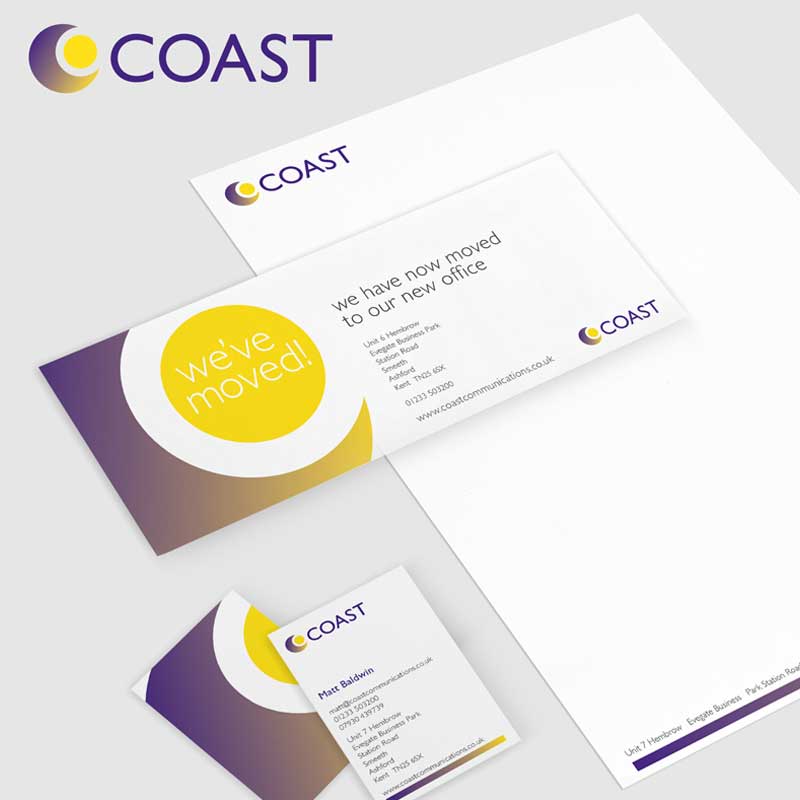 COAST
COAST
we've
moved!
we have now moved
to our new office
Unit 6 Hembrow
Evegate Business Park
Station Road
Smeeth
Ashford
Kent TN25 6SX
01233 503200
www.coastcommunications.co.uk
COAST
COAST
Matt Baldwin
matt@coastcommunications.co.uk
01233 503200
07930 439739
Unit 7 Hembrow
Evegate Business Park
Station Road
Smeeth
Ashford
Kent TN25 6SX
www.coastcommunications.co.uk
Unit 7 Hembrow Evegate Business Park Station Road